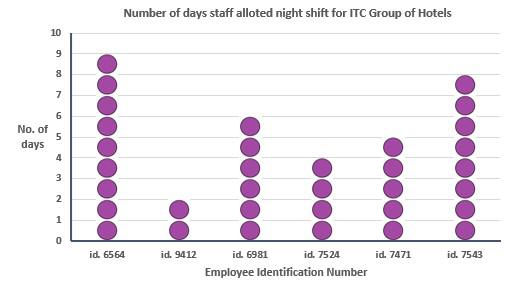 Number of days staff alloted night shift for ITC Group of Hotels
10
9
8
7
6
5
4
3
2
1
0
No. of
days
id. 6564 id. 9412 id. 6981 id. 7524 id. 7471 id. 7543
Employee Identification Number